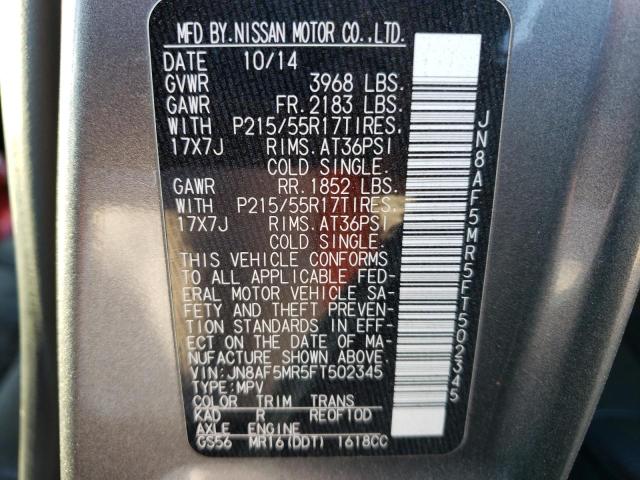 MFD BY. NISSAN MOTOR CO., LTD.
DATE 10/14
GVWR 3968 LBS.
GAWR FR. 2183 LBS.
WITH P215/55R17TIRES.
17X7J RIMS. AT36PSI
COLD SINGLE.
GAWR RR. 1852 LBS.
WITH P215/55R17TIRES.
17X7J RIMS. AT36PSI
COLD SINGLE.
THIS VEHICLE CONFORMS
TO ALL APPLICABLE FED-
ERAL MOTOR VEHICLE SA-
FETY AND THEFT PREVEN-
TION STANDARDS IN EFF-
ECT ON THE DATE OF MA-
NUFACTURE SHOWN ABOVE.
VIN: JN8AF5MR5FT502345
TYPE: MPV
COLOR TRIM TRANS
KAD R RE0F10D
AXLE ENGINE
GS56 MR16(DDT) 1618CC
JN8AF5MR5FT502345